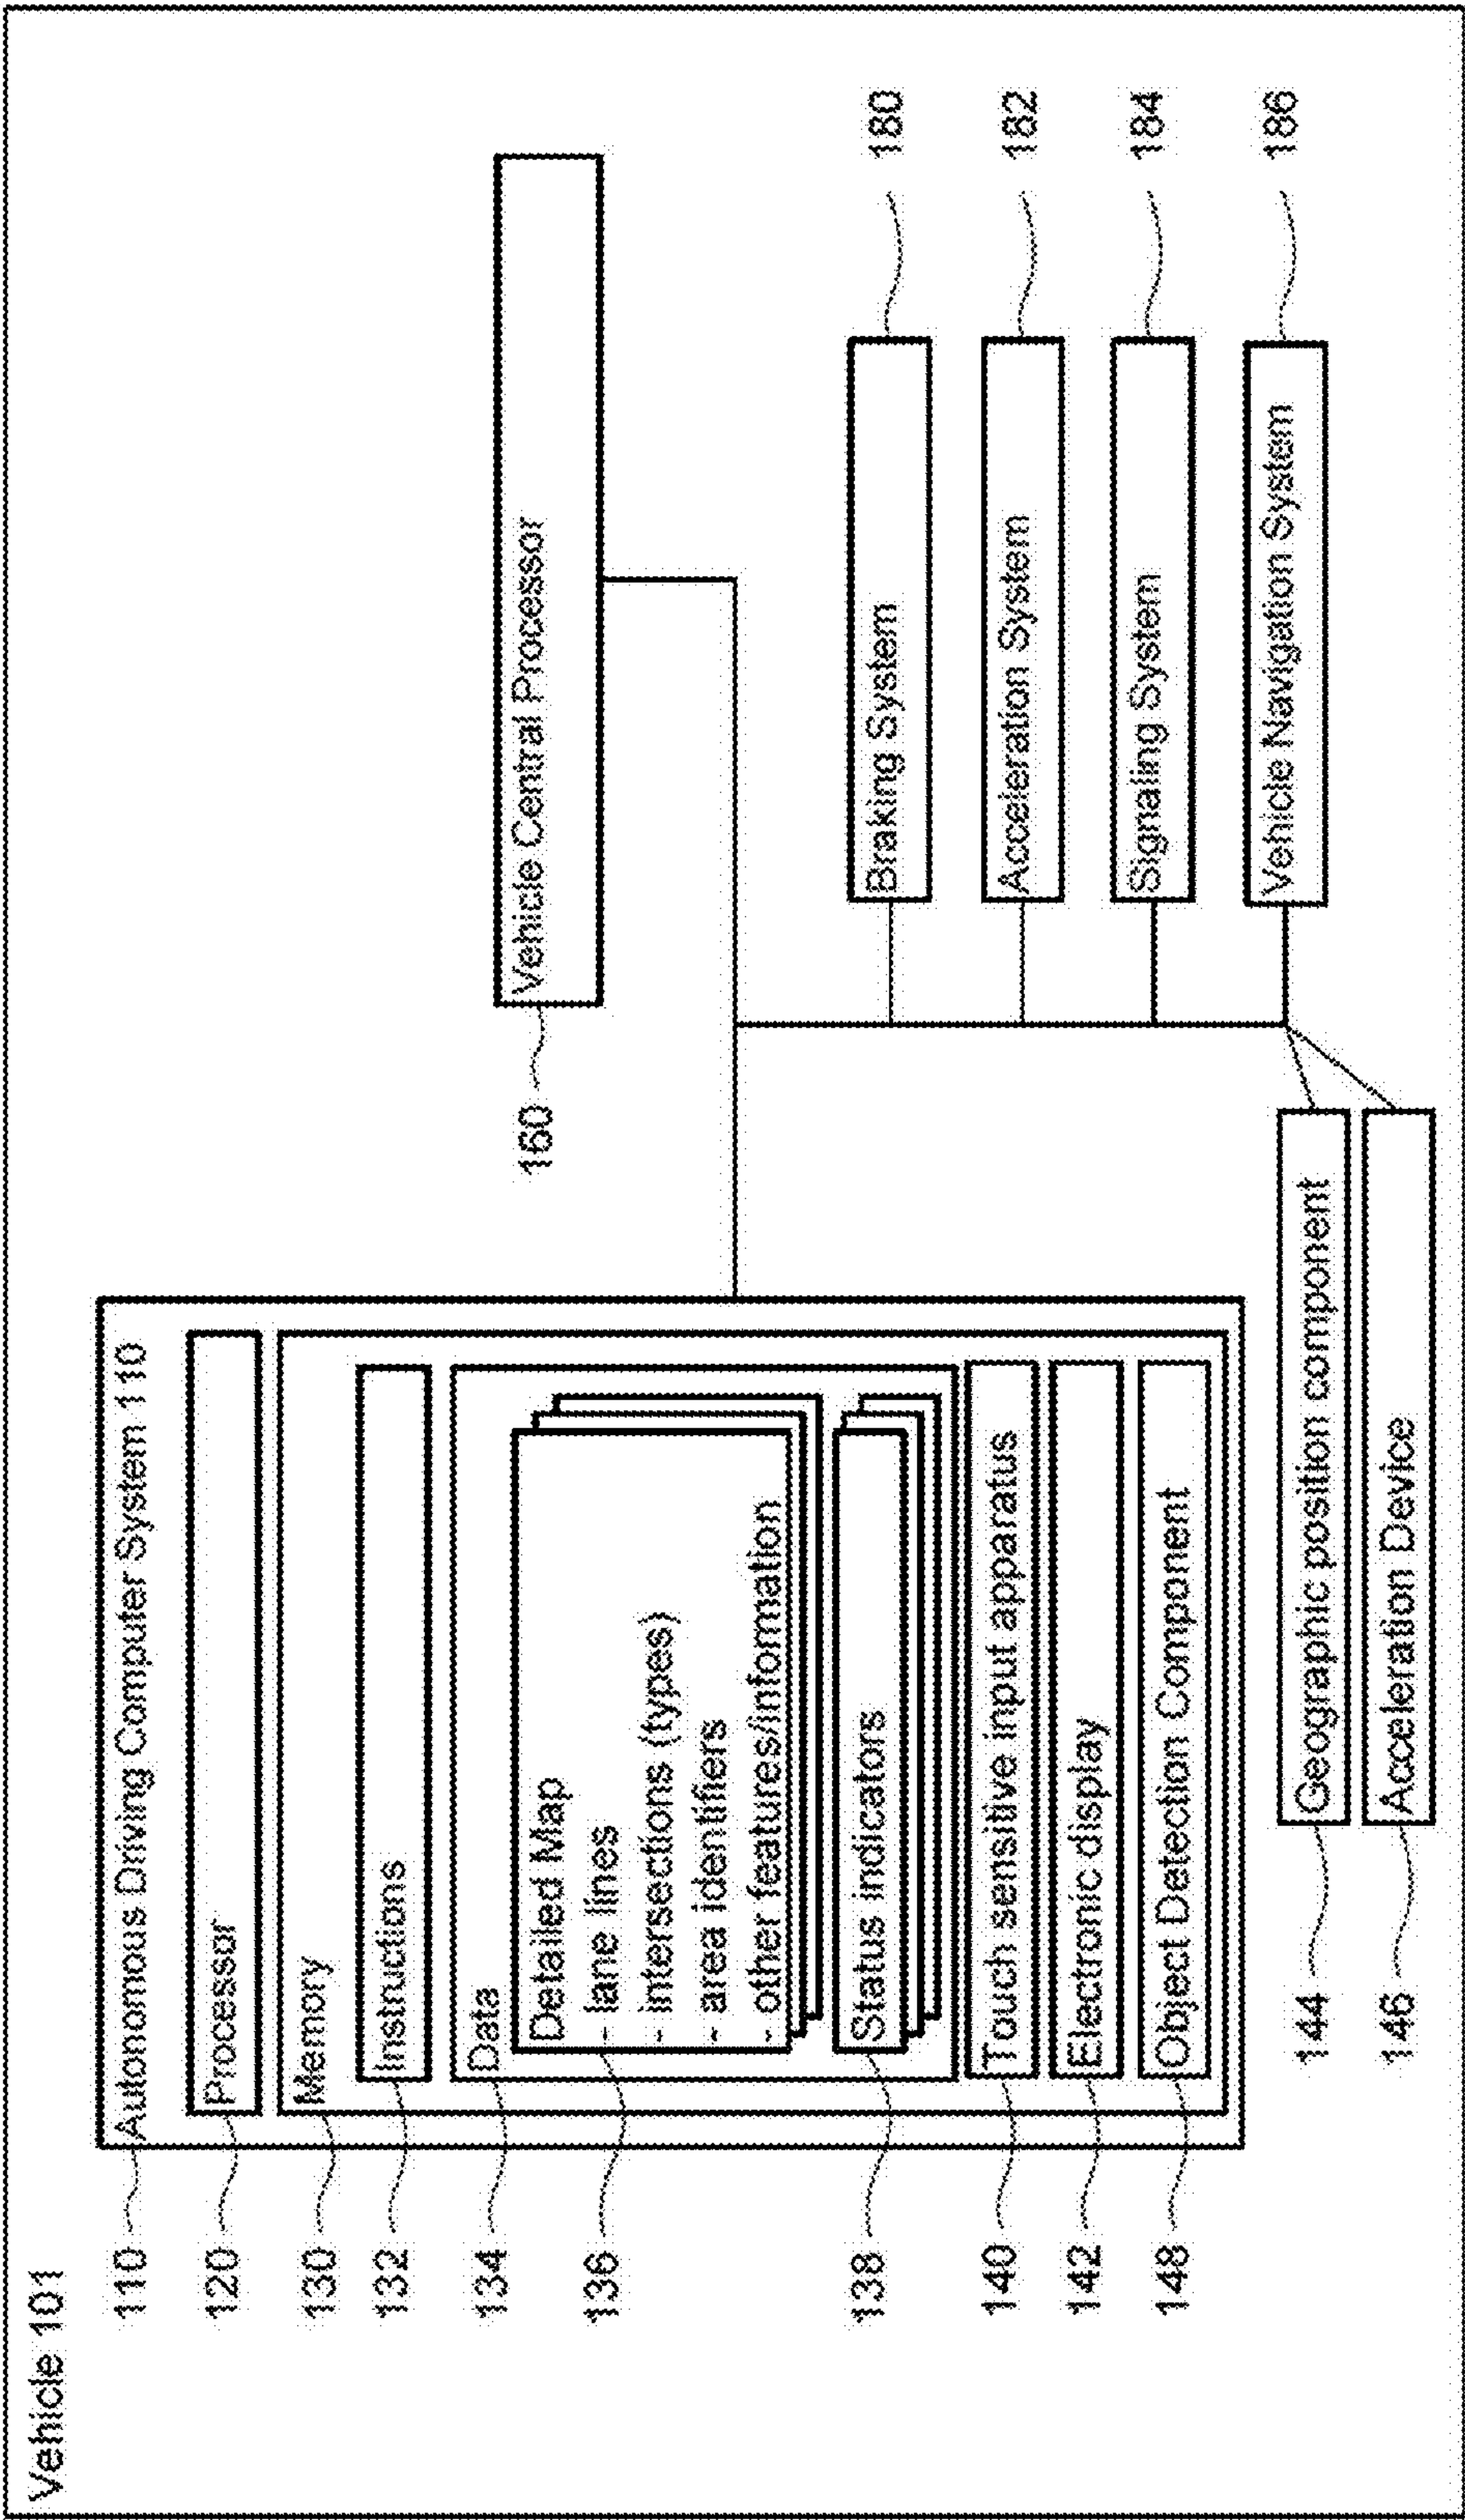 Vehicle 101
110
Autonomous Driving Computer System 110
120
Processor
130
Memory
132
Instructions
134
Data
136
Detailed Map
- lane lines
- intersections (types)
- area identifiers
- other features/information
138
Status indicators
140
Touch sensitive input apparatus
142
Electronic display
148
Object Detection Component
144
Geographic position component
146
Acceleration Device
160
Vehicle Central Processor
Braking System
180
Acceleration System
182
Signaling System
184
Vehicle Navigation System
186